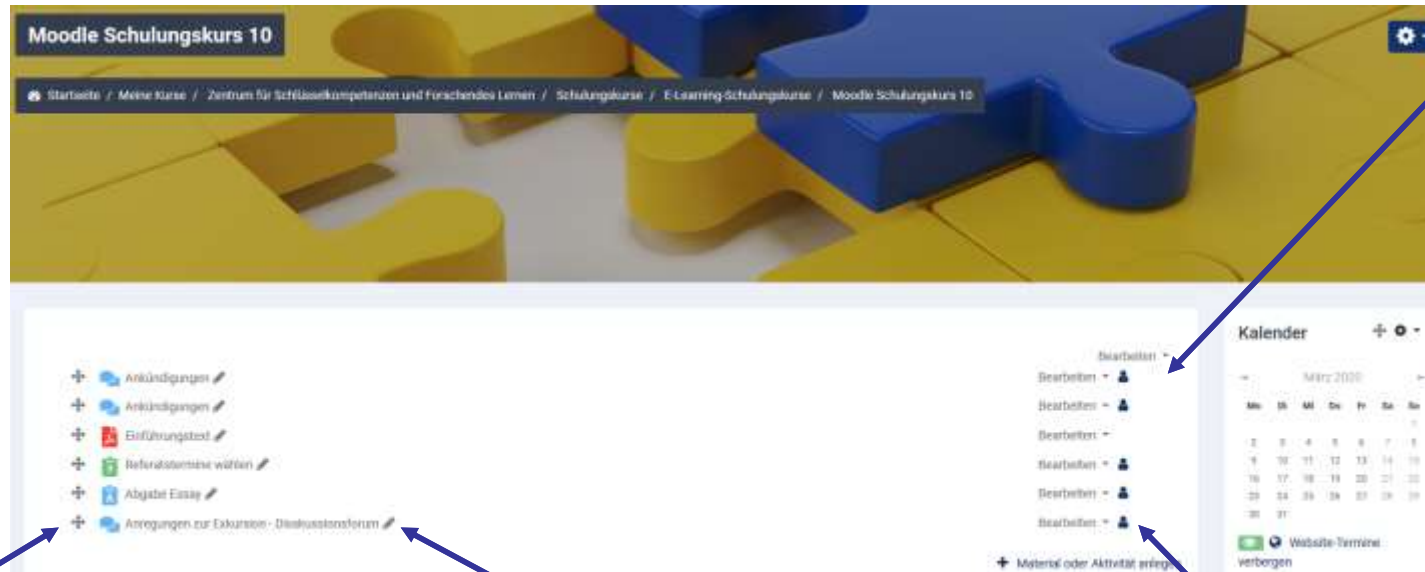 Moodle Schulungskurs 10
Startseite / Meine Kurse / Zentrum für Schlüsselkompetenzen und Forschendes Lernen / Schulungskurse / E-Learning-Schulungskurse / Moodle Schulungskurs 10
Bearbeiten
Ankündigungen Bearbeiten
Ankündigungen Bearbeiten
Einführungstext Bearbeiten
Referatstermine wählen Bearbeiten
Abgabe Essay Bearbeiten
Anregungen zur Exkursion - Diskussionsforum Bearbeiten
+ Material oder Aktivität anlegen
Kalender
März 2020
Mo Di Mi Do Fr Sa So
1
2 3 4 5 6 7 8
9 10 11 12 13 14 15
16 17 18 19 20 21 22
23 24 25 26 27 28 29
30 31
Website-Termine
verbergen